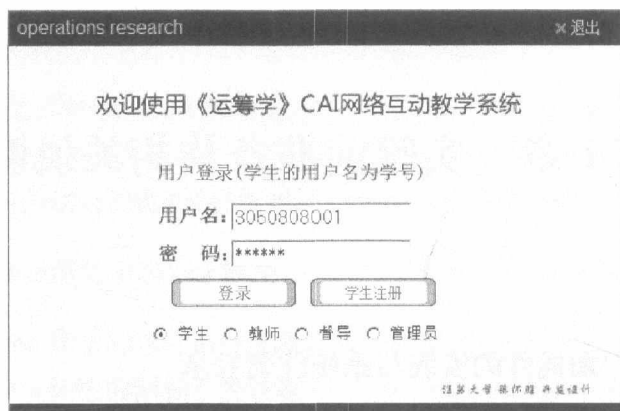 operations research ×退出
欢迎使用《运筹学》CAI网络互动教学系统
用户登录(学生的用户名为学号)
用户名: 3050808001
密 码: ******
登录 学生注册
学生 教师 督导 管理员